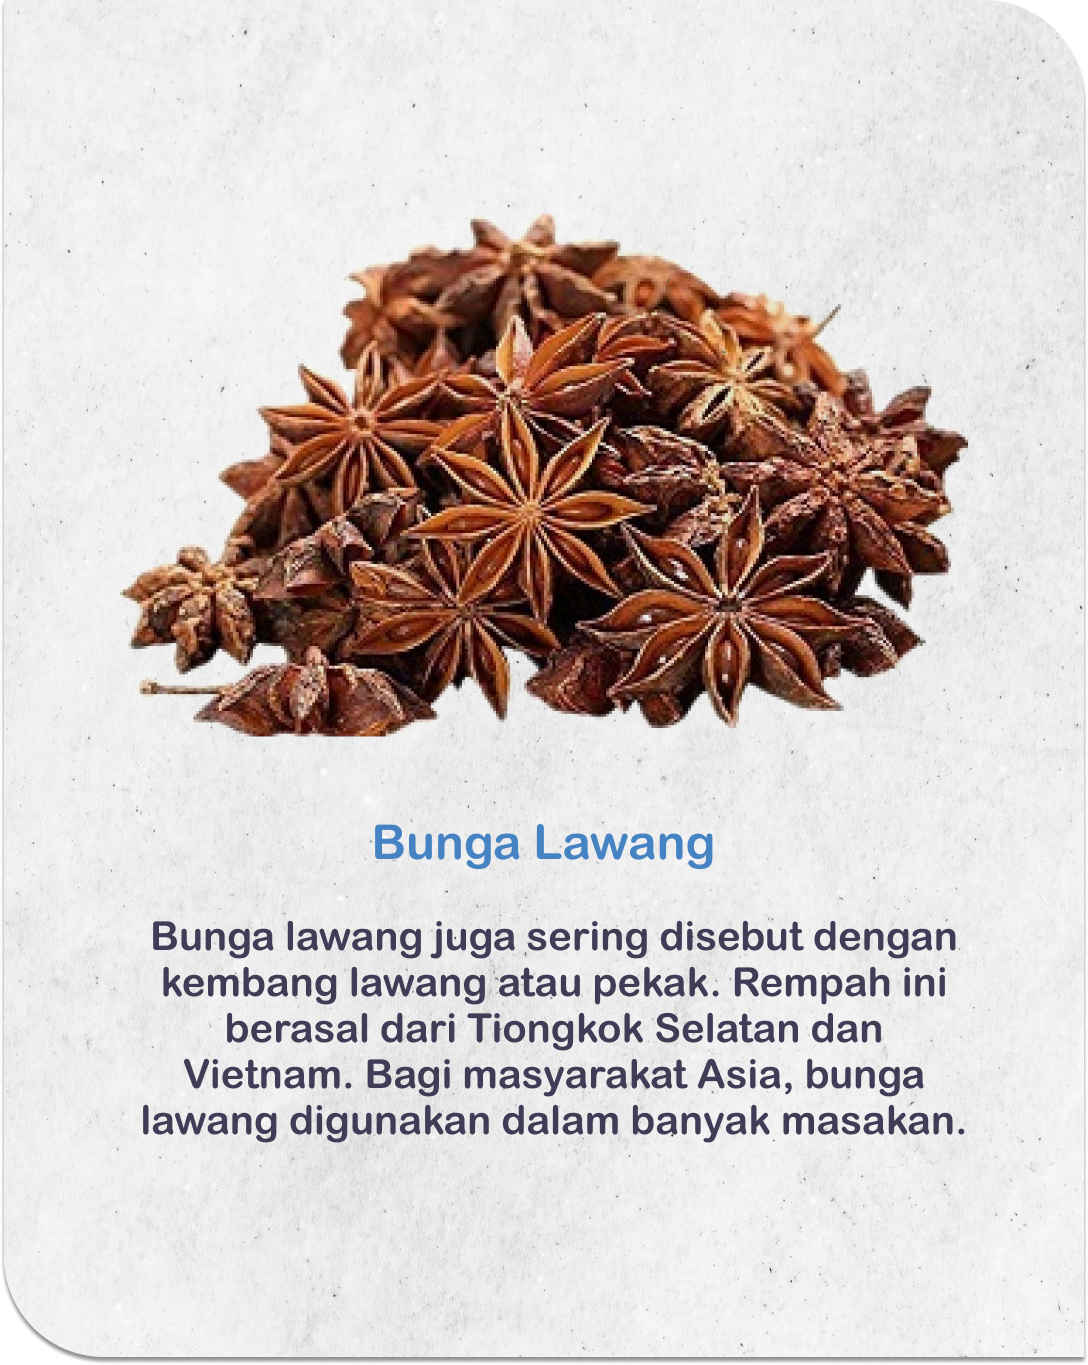 Bunga Lawang
Bunga lawang juga sering disebut dengan
kembang lawang atau pekak. Rempah ini
berasal dari Tiongkok Selatan dan
Vietnam. Bagi masyarakat Asia, bunga
lawang digunakan dalam banyak masakan.